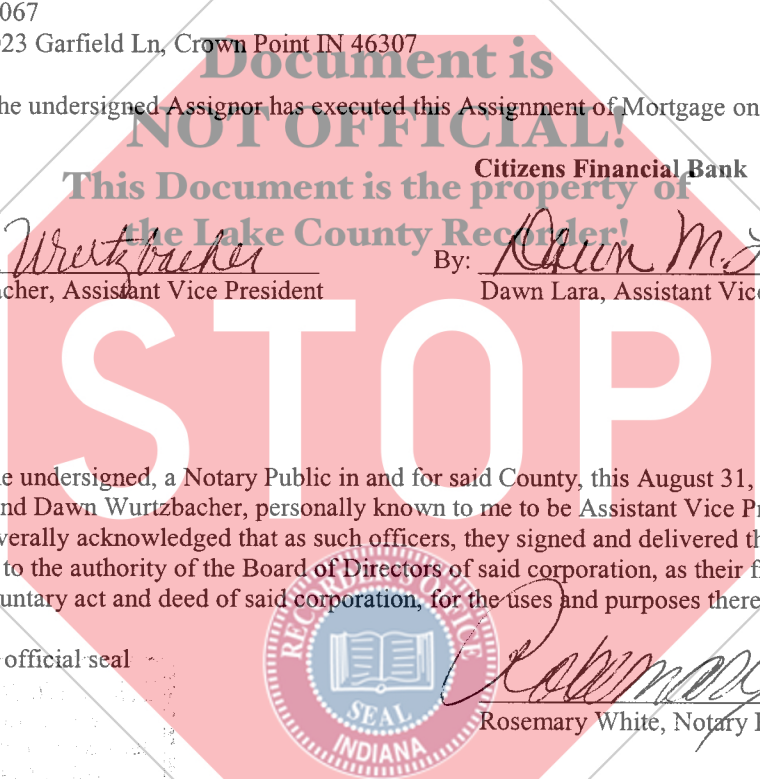 067
23 Garfield Ln, Crown Point IN 46307
Document is
he undersigned Assignor has executed this Assignment of Mortgage on
NOT OFFICIAL!
Citizens Financial Bank
This Document is the property of
the Lake County Recorder!
Wurtzbacher
By: Dawn M. L
acher, Assistant Vice President
Dawn Lara, Assistant Vice
STOP
e undersigned, a Notary Public in and for said County, this August 31,
nd Dawn Wurtzbacher, personally known to me to be Assistant Vice Pr
verally acknowledged that as such officers, they signed and delivered th
to the authority of the Board of Directors of said corporation, as their f
untary act and deed of said corporation, for the uses and purposes there
RECORDER'S OFFICE
official seal
SEAL
INDIANA
Rosemary
Rosemary White, Notary P